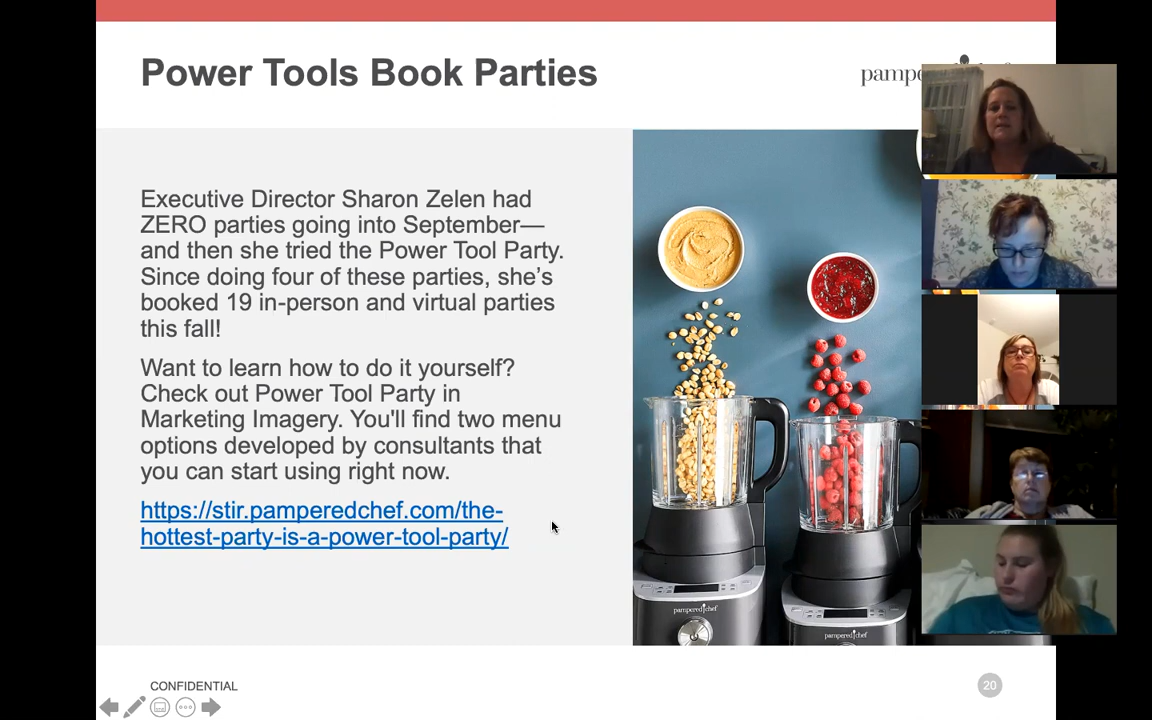 Power Tools Book Parties
Executive Director Sharon Zelen had
ZERO parties going into September—
and then she tried the Power Tool Party.
Since doing four of these parties, she’s
booked 19 in-person and virtual parties
this fall!
Want to learn how to do it yourself?
Check out Power Tool Party in
Marketing Imagery. You'll find two menu
options developed by consultants that
you can start using right now.
https://stir.pamperedchef.com/the-
hottest-party-is-a-power-tool-party/
pampered chef
pampered chef
CONFIDENTIAL
20